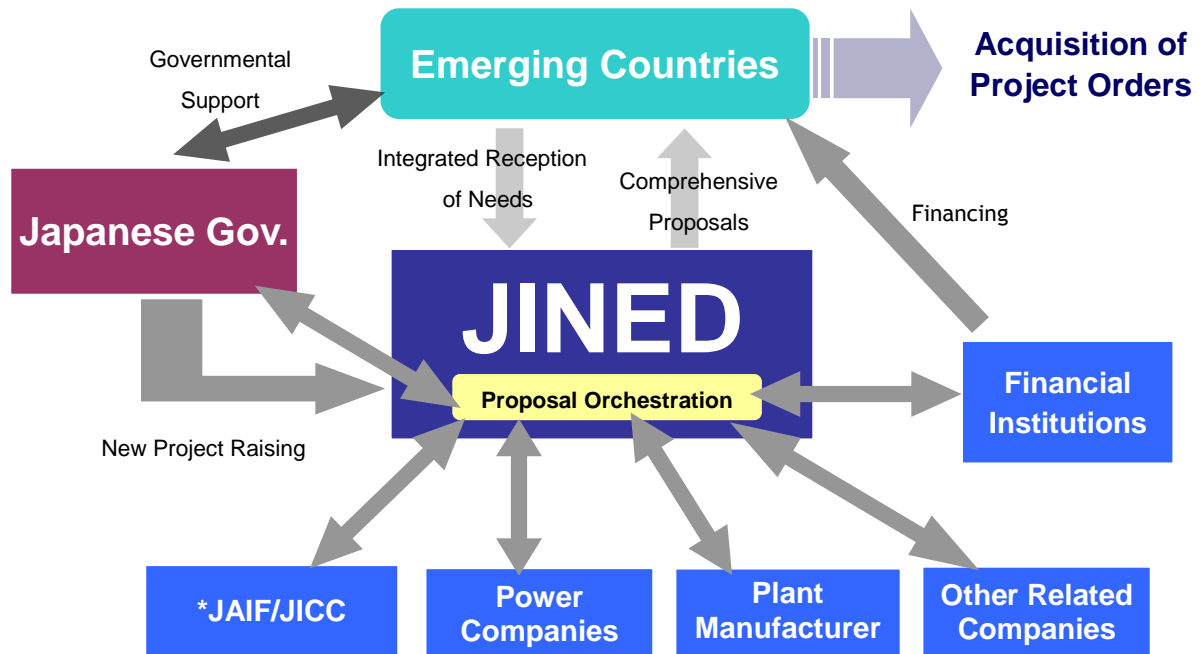 Emerging Countries
Acquisition of
Project Orders
Governmental
Support
Integrated Reception
of Needs
Comprehensive
Proposals
Financing
Japanese Gov.
JINED
Proposal Orchestration
Financial
Institutions
New Project Raising
*JAIF/JICC
Power
Companies
Plant
Manufacturer
Other Related
Companies